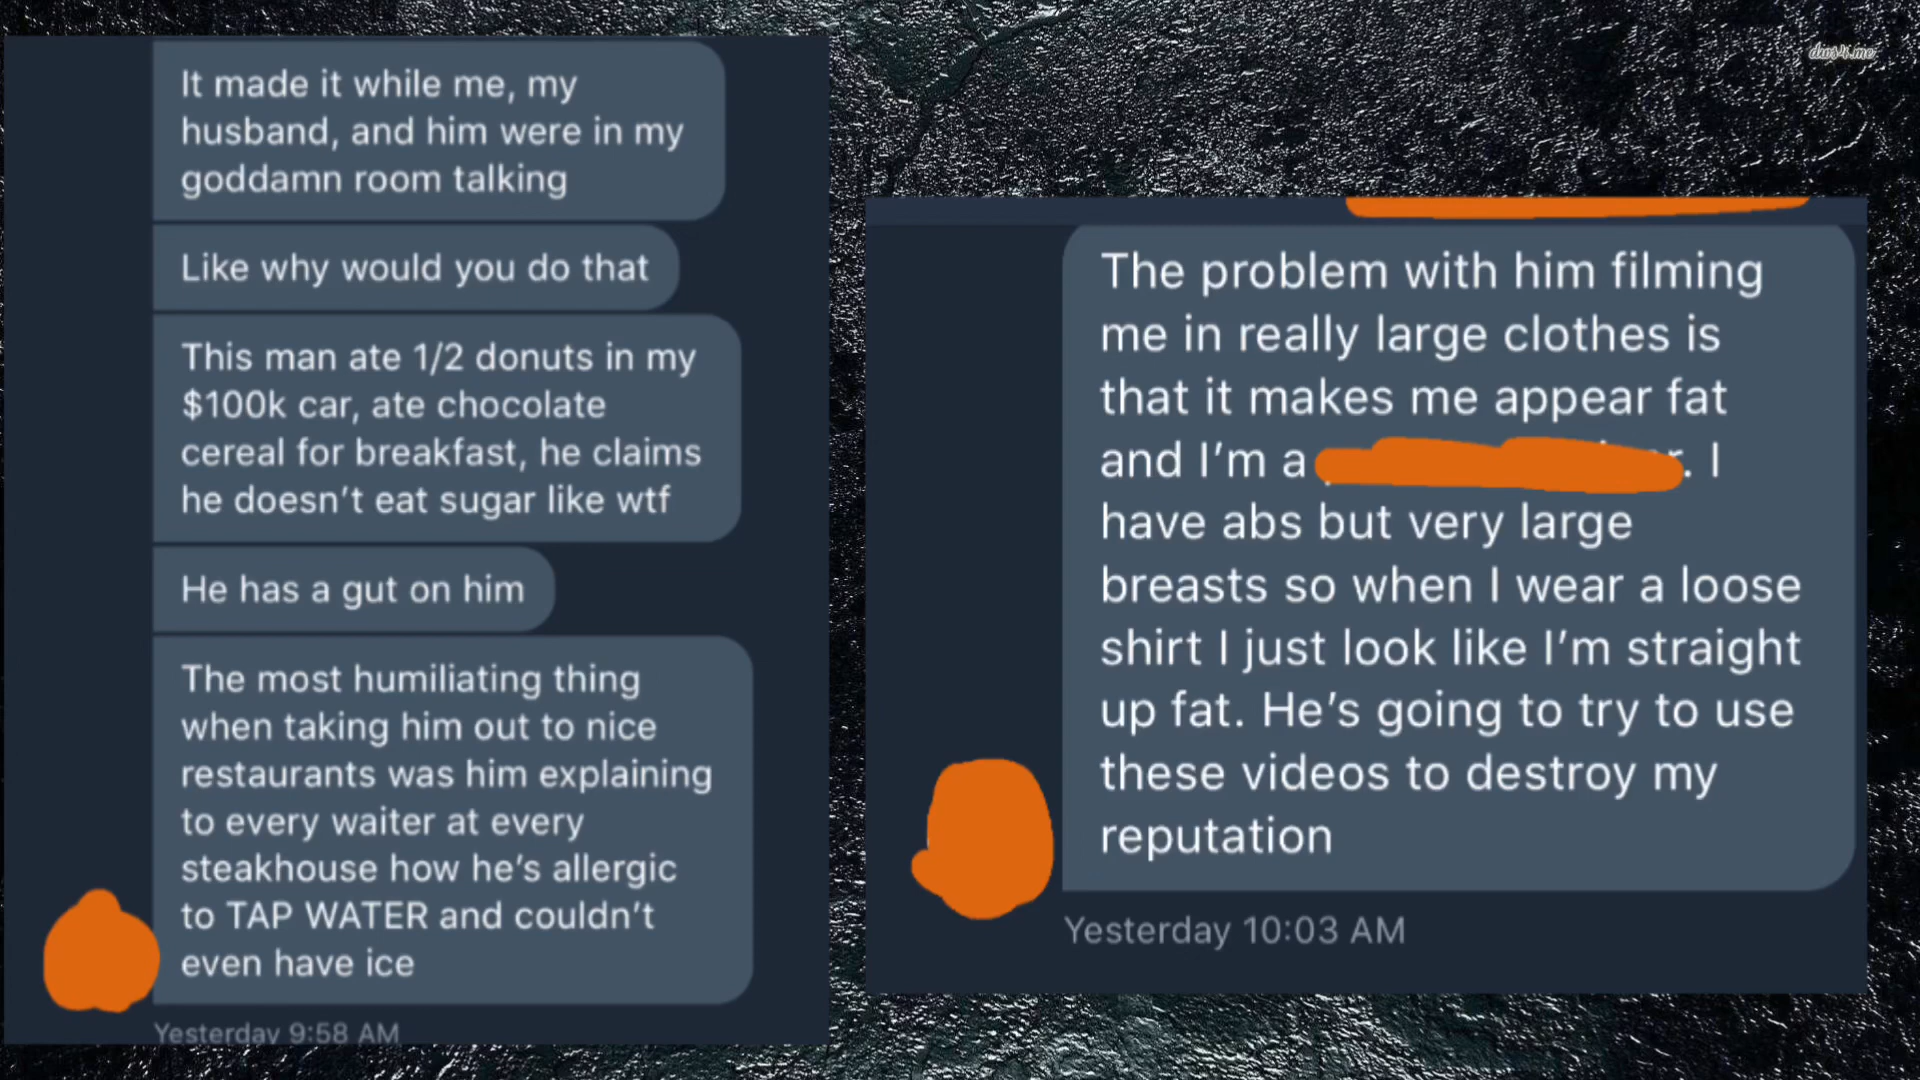 It made it while me, my
husband, and him were in my
goddamn room talking
Like why would you do that
This man ate 1/2 donuts in my
$100k car, ate chocolate
cereal for breakfast, he claims
he doesn't eat sugar like wtf
He has a gut on him
The most humiliating thing
when taking him out to nice
restaurants was him explaining
to every waiter at every
steakhouse how he's allergic
to TAP WATER and couldn't
even have ice
Yesterday 9:58 AM
The problem with him filming
me in really large clothes is
that it makes me appear fat
and I'm a . I
have abs but very large
breasts so when I wear a loose
shirt I just look like I'm straight
up fat. He's going to try to use
these videos to destroy my
reputation
Yesterday 10:03 AM